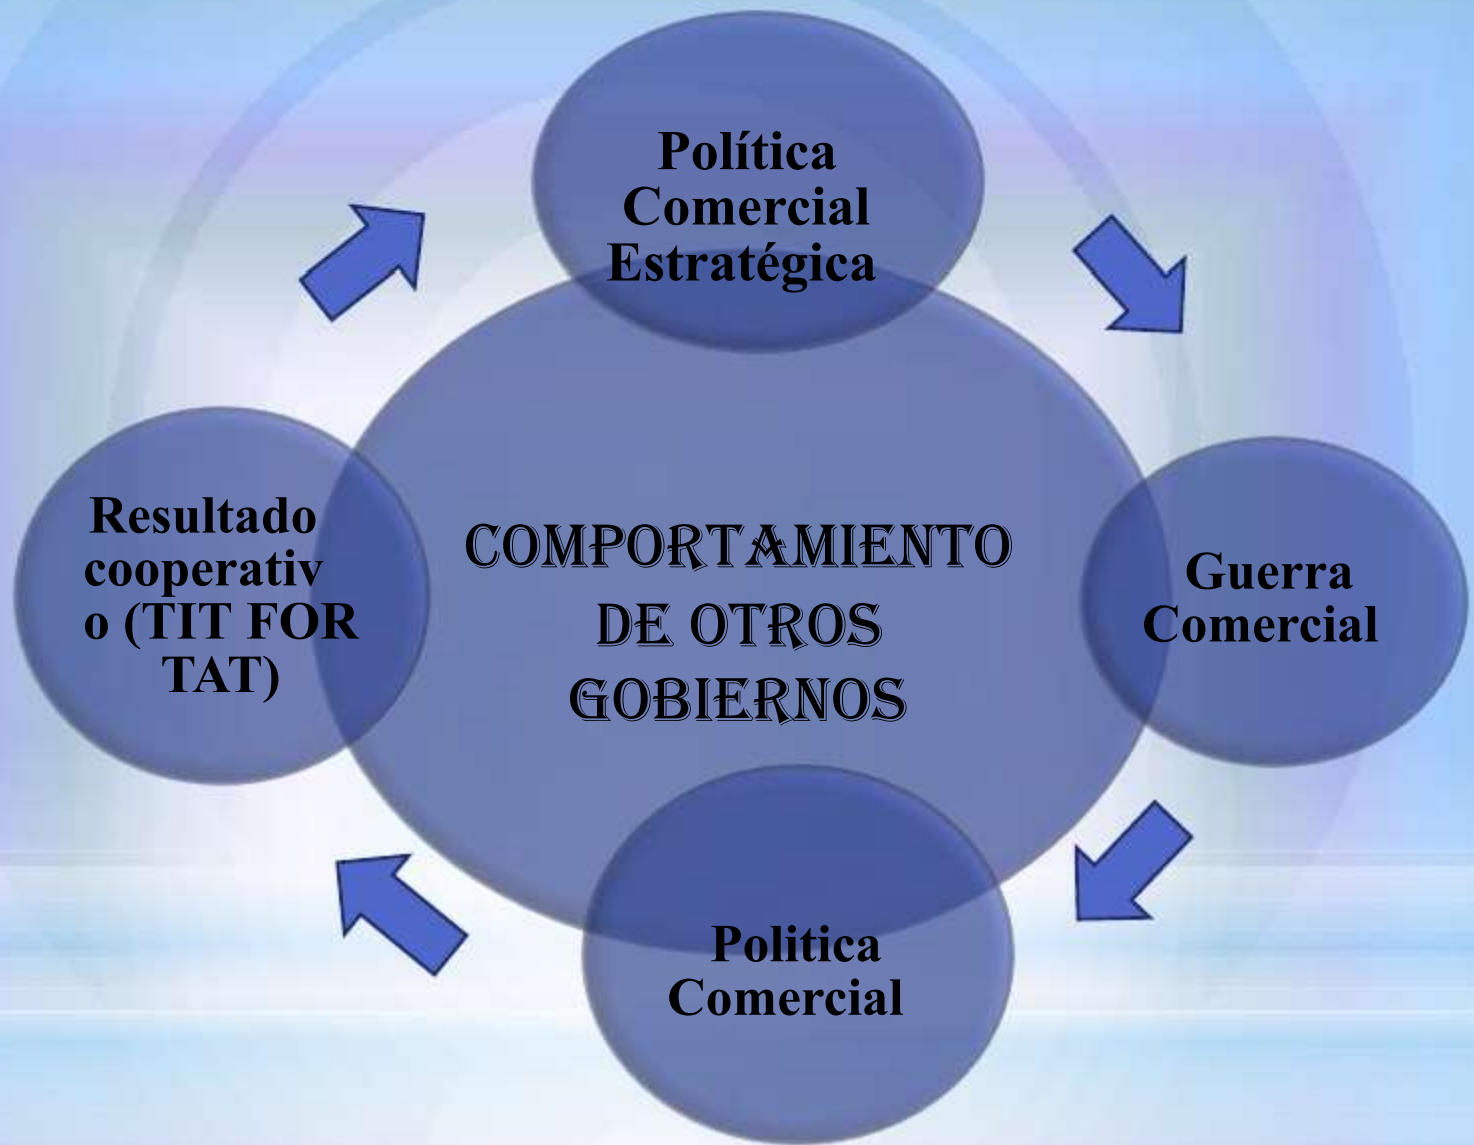 Política
Comercial
Estratégica
Resultado
cooperativ
o (TIT FOR
TAT)
COMPORTAMIENTO
DE OTROS
GOBIERNOS
Guerra
Comercial
Politica
Comercial